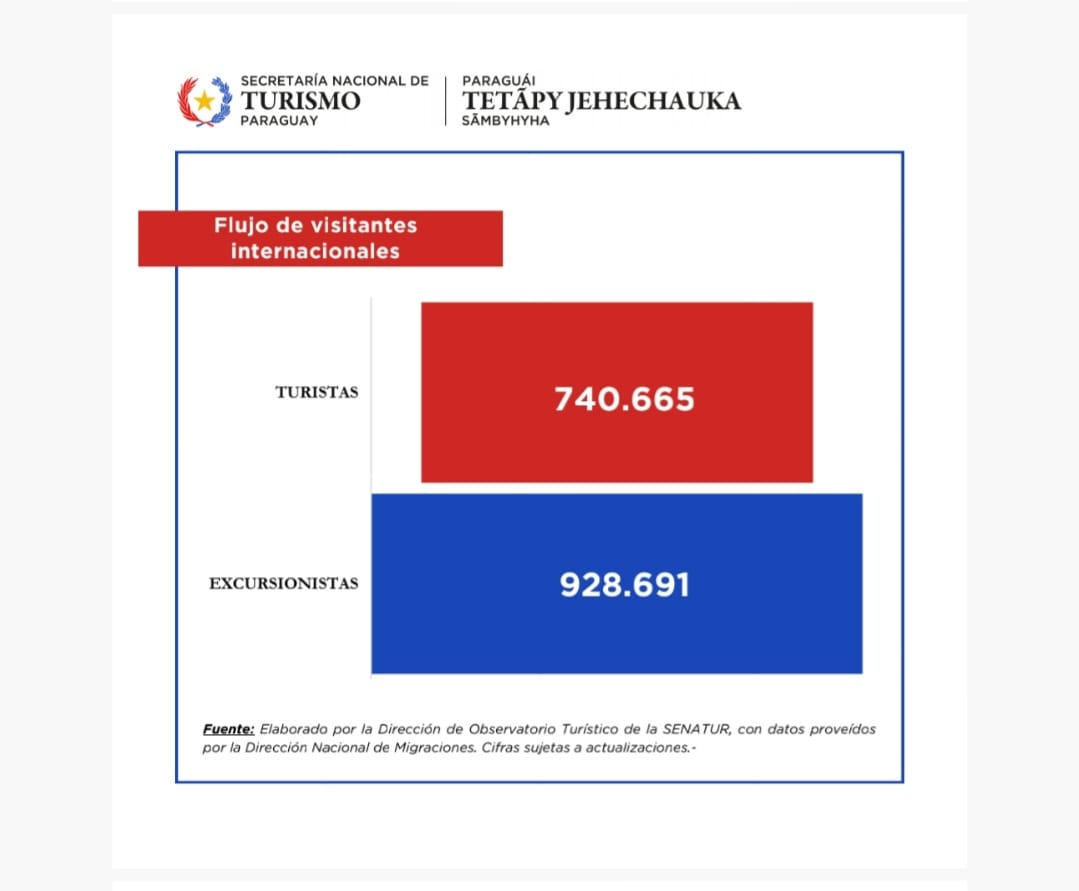 SECRETARÍA NACIONAL DE
TURISMO
PARAGUAY
PARAGUÁI
TETÃPY JEHECHAUKA
SÃMBYHYHA
Flujo de visitantes
internacionales
TURISTAS
740.665
EXCURSIONISTAS
928.691
Fuente: Elaborado por la Dirección de Observatorio Turístico de la SENATUR, con datos proveídos
por la Dirección Nacional de Migraciones. Cifras sujetas a actualizaciones.-